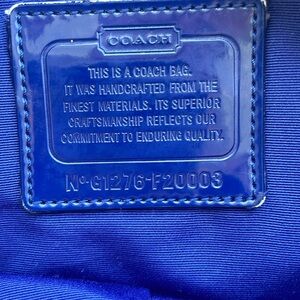 COACH
THIS IS A COACH BAG.
IT WAS HANDCRAFTED FROM THE
FINEST MATERIALS. ITS SUPERIOR
CRAFTSMANSHIP REFLECTS OUR
COMMITMENT TO ENDURING QUALITY.
Nº G1276-F20003